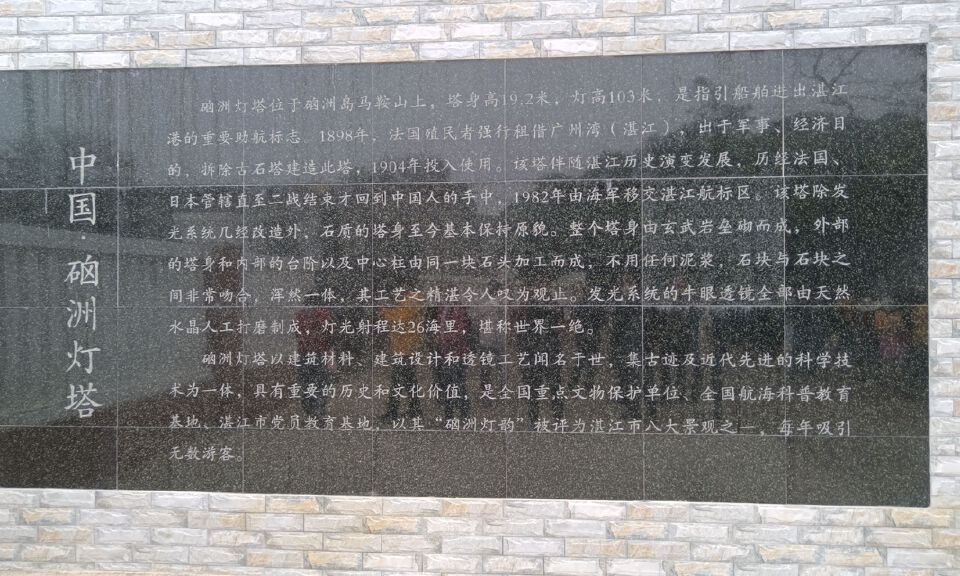 中国·硇洲灯塔
硇洲灯塔位于硇洲岛马鞍山上，塔身高19.2米，灯高103米，是指引船舶进出湛江
港的重要助航标志。1898年，法国殖民者强行租借广州湾（湛江），出于军事、经济目
的，拆除古石塔建造此塔，1904年投入使用。该塔伴随湛江历史演变发展，历经法国、
日本管辖直至二战结束才回到中国人的手中，1982年由海军移交湛江航标区。该塔除发
光系统几经改造外，石质的塔身至今基本保持原貌。整个塔身由玄武岩垒砌而成，外部
的塔身和内部的台阶以及中心柱由同一块石头加工而成，不用任何泥浆，石块与石块之
间非常吻合，浑然一体，其工艺之精湛令人叹为观止。发光系统的牛眼透镜全部由天然
水晶人工打磨制成，灯光射程达26海里，堪称世界一绝。
硇洲灯塔以建筑材料、建筑设计和透镜工艺闻名于世，集古迹及近代先进的科学技
术为一体，具有重要的历史和文化价值，是全国重点文物保护单位、全国航海科普教育
基地、湛江市党员教育基地，以其“硇洲灯韵”被评为湛江市八大景观之一，每年吸引
无数游客。